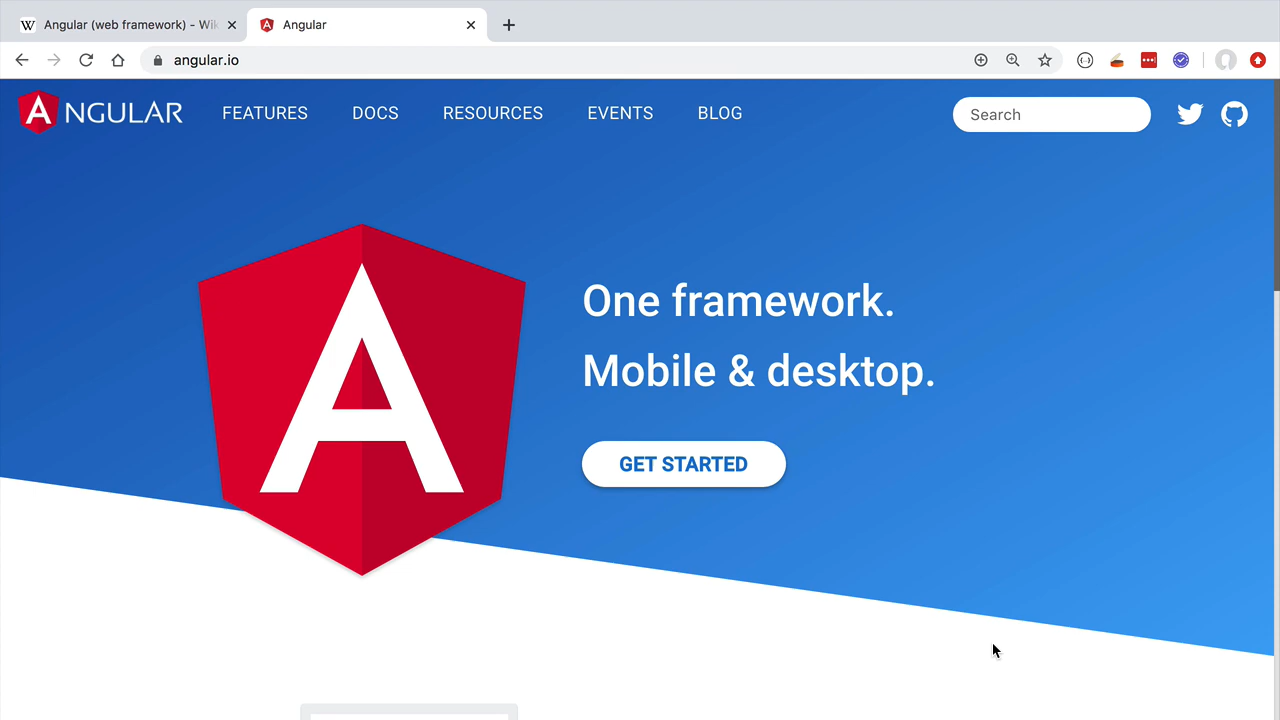 Angular (web framework) - Wik
Angular
angular.io
ANGULAR
FEATURES
DOCS
RESOURCES
EVENTS
BLOG
Search
A
One framework.
Mobile & desktop.
GET STARTED